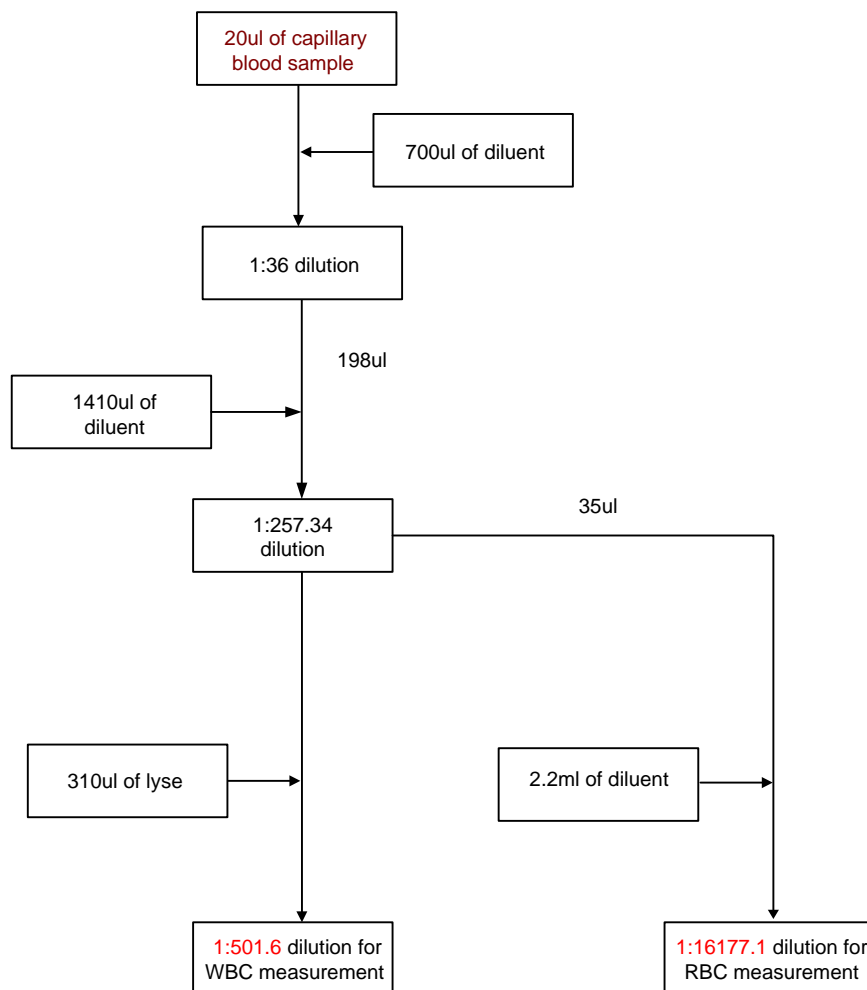 20ul of capillary
blood sample
700ul of diluent
1:36 dilution
198ul
1410ul of
diluent
35ul
1:257.34
dilution
310ul of lyse
2.2ml of diluent
1:501.6 dilution for
WBC measurement
1:16177.1 dilution for
RBC measurement